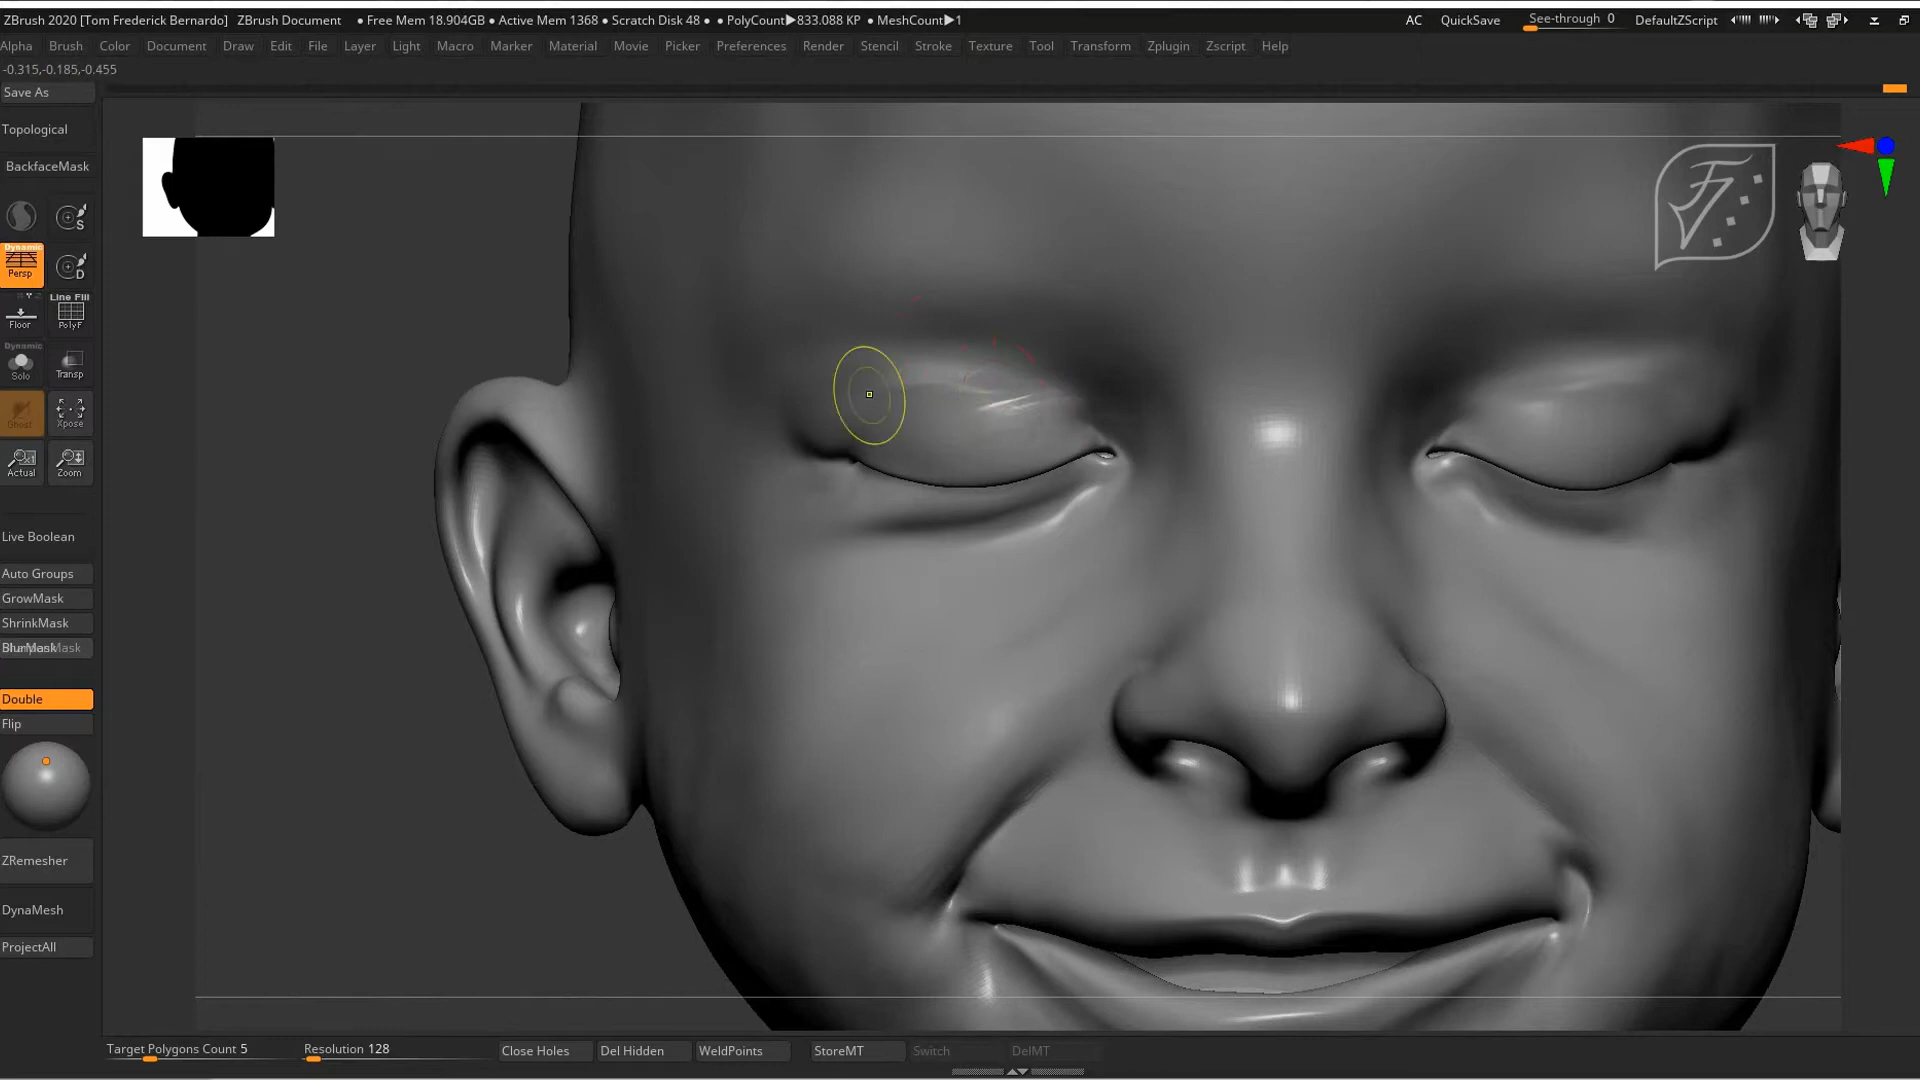 ZBrush 2020 [Tom Frederick Bernardo] ZBrush Document • Free Mem 18.904GB • Active Mem 1368 • Scratch Disk 48 • • PolyCount▶833.088 KP • MeshCount▶1 AC QuickSave See-through 0 DefaultZScript
Alpha Brush Color Document Draw Edit File Layer Light Macro Marker Material Movie Picker Preferences Render Stencil Stroke Texture Tool Transform Zplugin Zscript Help
-0.315,-0.185,-0.455
Save As
Topological
BackfaceMask
S
Dynamic
Persp
D
Line Fill
Floor PolyF
Dynamic
Solo Transp
Ghost Xpose
Actual Zoom
Live Boolean
Auto Groups
GrowMask
ShrinkMask
BlurMask
Double
Flip
ZRemesher
DynaMesh
ProjectAll
Target Polygons Count 5 Resolution 128 Close Holes Del Hidden WeldPoints StoreMT Switch DelMT